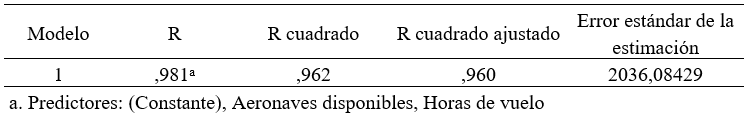 Modelo R R cuadrado R cuadrado ajustado Error estándar de la estimación
1 ,981ᵃ ,962 ,960 2036,08429
a. Predictores: (Constante), Aeronaves disponibles, Horas de vuelo